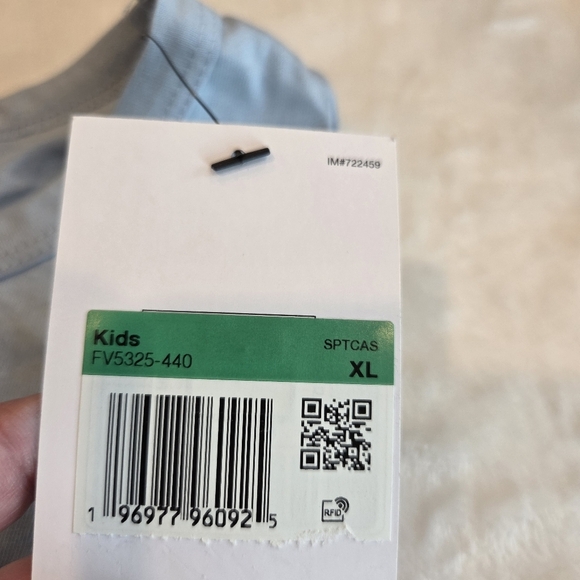 IM#722459
Kids
SPTCAS
FV5325-440
XL
1 96977 96092 5
RFID